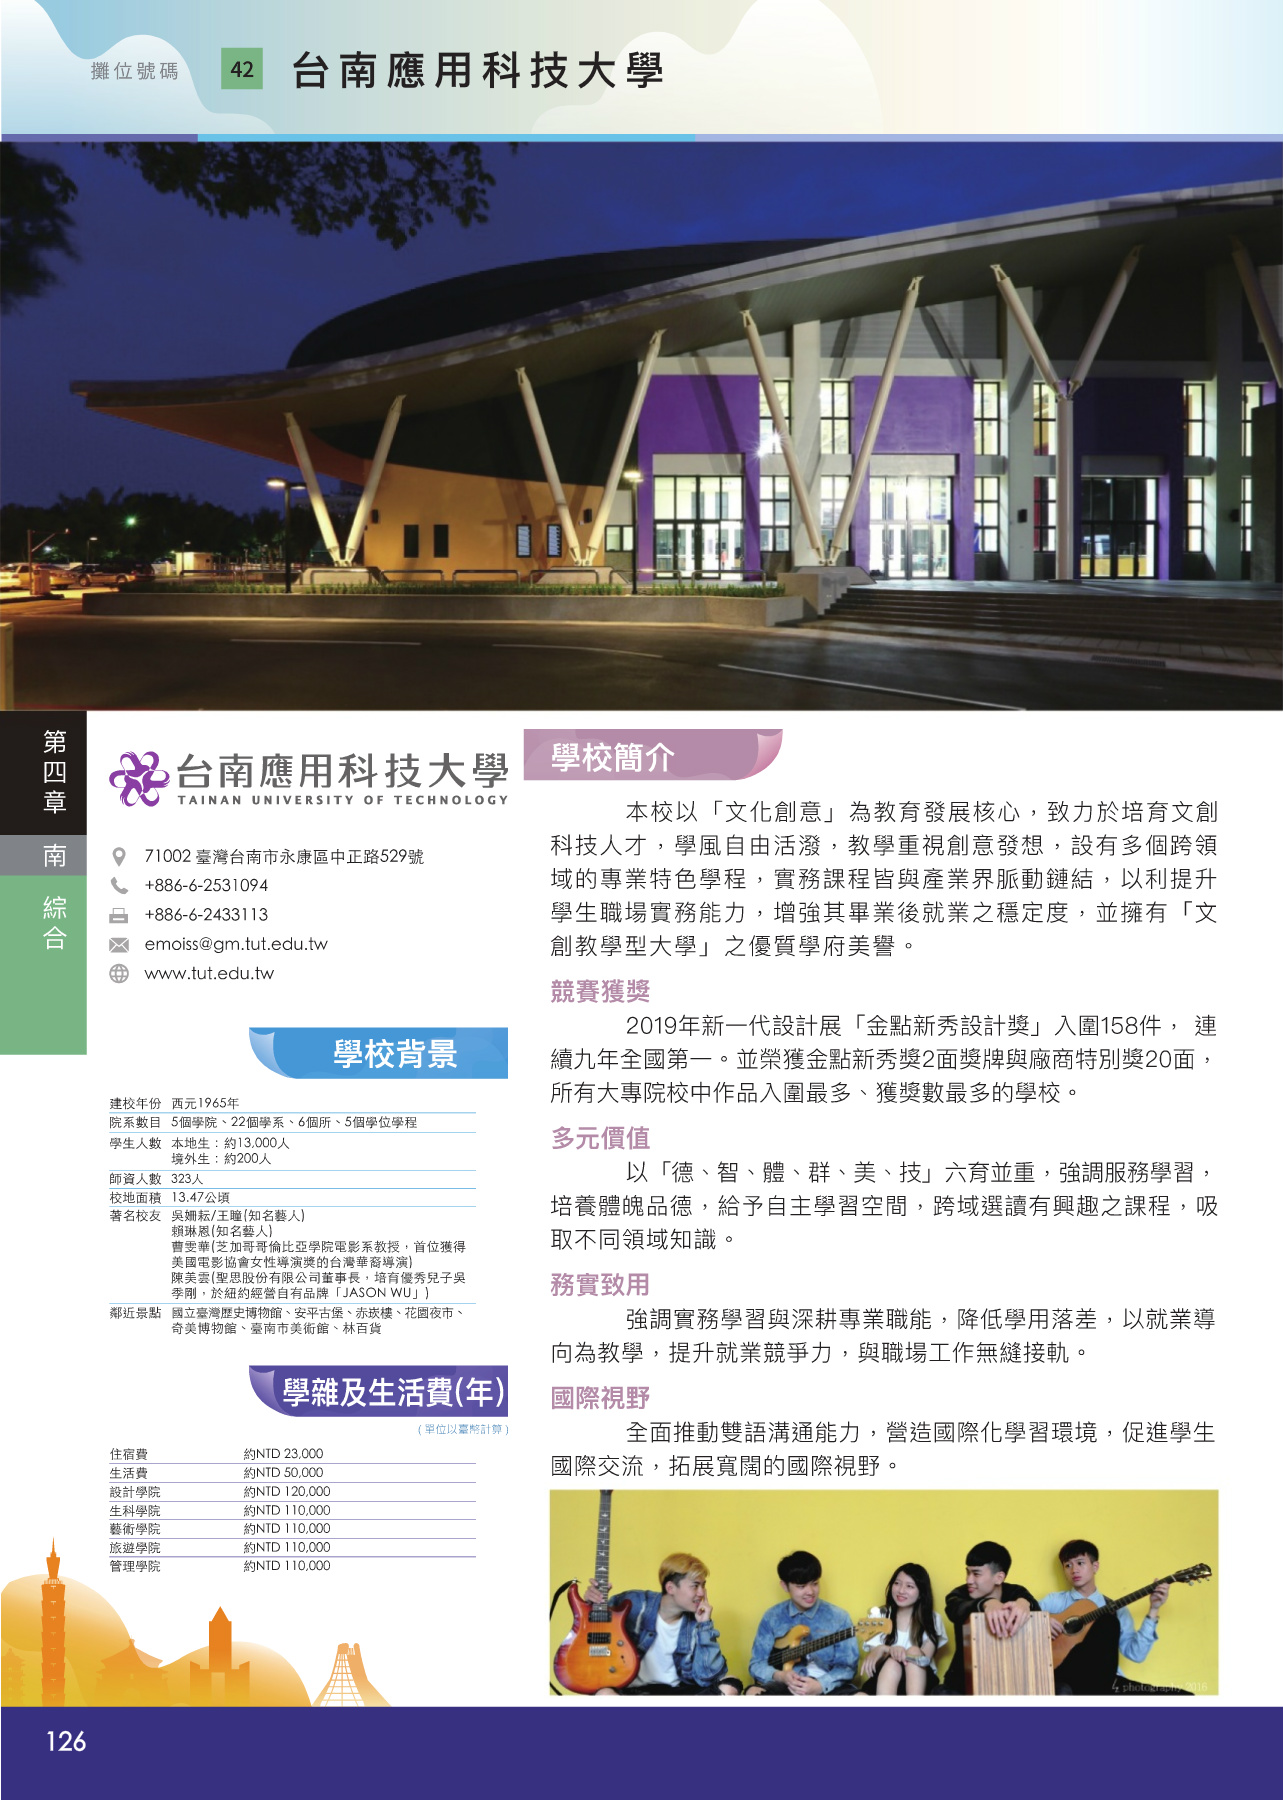 攤位號碼 42 台南應用科技大學
第四章
南
綜合
台南應用科技大學
TAINAN UNIVERSITY OF TECHNOLOGY
71002 臺灣台南市永康區中正路529號
+886-6-2531094
+886-6-2433113
emoiss@gm.tut.edu.tw
www.tut.edu.tw
學校背景
建校年份 西元1965年
院系數目 5個學院、22個學系、6個所、5個學位學程
學生人數 本地生：約13,000人
境外生：約200人
師資人數 323人
校地面積 13.47公頃
著名校友 吳姍耘/王瞳(知名藝人)
賴琳恩(知名藝人)
曹雯華(芝加哥哥倫比亞學院電影系教授，首位獲得
美國電影協會女性導演獎的台灣華裔導演)
陳美雲(聖思股份有限公司董事長，培育優秀兒子吳
季剛，於紐約經營自有品牌「JASON WU」)
鄰近景點 國立臺灣歷史博物館、安平古堡、赤崁樓、花園夜市、
奇美博物館、臺南市美術館、林百貨
學雜及生活費(年)
(單位以臺幣計算)
住宿費 約NTD 23,000
生活費 約NTD 50,000
設計學院 約NTD 120,000
生科學院 約NTD 110,000
藝術學院 約NTD 110,000
旅遊學院 約NTD 110,000
管理學院 約NTD 110,000
學校簡介
本校以「文化創意」為教育發展核心，致力於培育文創
科技人才，學風自由活潑，教學重視創意發想，設有多個跨領
域的專業特色學程，實務課程皆與產業界脈動鏈結，以利提升
學生職場實務能力，增強其畢業後就業之穩定度，並擁有「文
創教學型大學」之優質學府美譽。
競賽獲獎
2019年新一代設計展「金點新秀設計獎」入圍158件， 連
續九年全國第一。並榮獲金點新秀獎2面獎牌與廠商特別獎20面，
所有大專院校中作品入圍最多、獲獎數最多的學校。
多元價值
以「德、智、體、群、美、技」六育並重，強調服務學習，
培養體魄品德，給予自主學習空間，跨域選讀有興趣之課程，吸
取不同領域知識。
務實致用
強調實務學習與深耕專業職能，降低學用落差，以就業導
向為教學，提升就業競爭力，與職場工作無縫接軌。
國際視野
全面推動雙語溝通能力，營造國際化學習環境，促進學生
國際交流，拓展寬闊的國際視野。
photography 2016
126